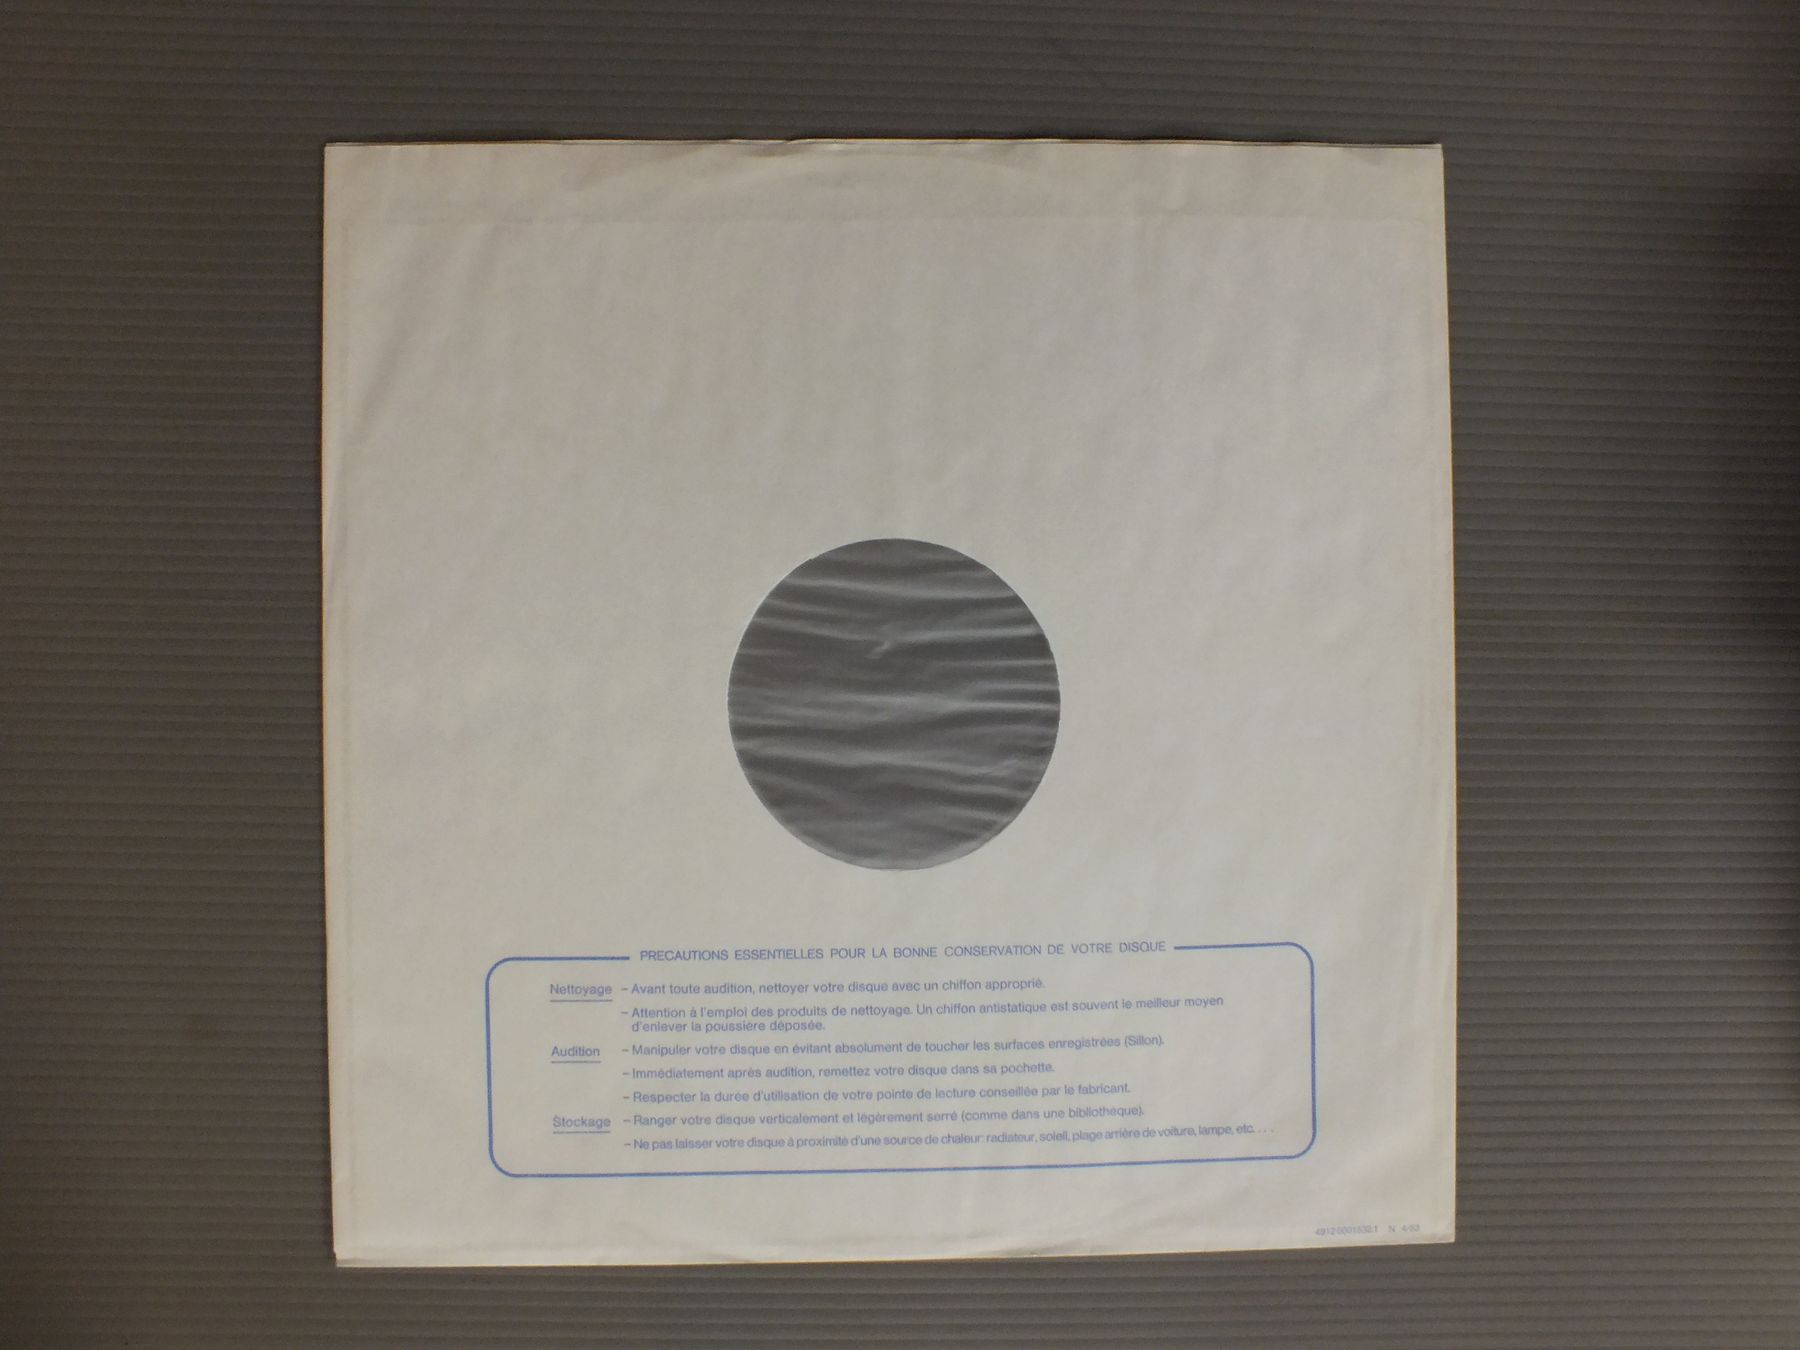 PRECAUTIONS ESSENTIELLES POUR LA BONNE CONSERVATION DE VOTRE DISQUE
Nettoyage – Avant toute audition, nettoyer votre disque avec un chiffon approprié.
– Attention à l'emploi des produits de nettoyage. Un chiffon antistatique est souvent le meilleur moyen
d'enlever la poussière déposée.
Audition – Manipuler votre disque en évitant absolument de toucher les surfaces enregistrées (Sillon).
– Immédiatement après audition, remettez votre disque dans sa pochette.
– Respecter la durée d'utilisation de votre pointe de lecture conseillée par le fabricant.
Stockage – Ranger votre disque verticalement et légèrement serré (comme dans une bibliothèque).
– Ne pas laisser votre disque à proximité d'une source de chaleur: radiateur, soleil, plage arrière de voiture, lampe, etc. . . .
N 4/83